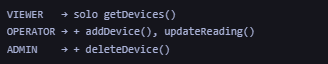 VIEWER → solo getDevices()
OPERATOR → + addDevice(), updateReading()
ADMIN → + deleteDevice()